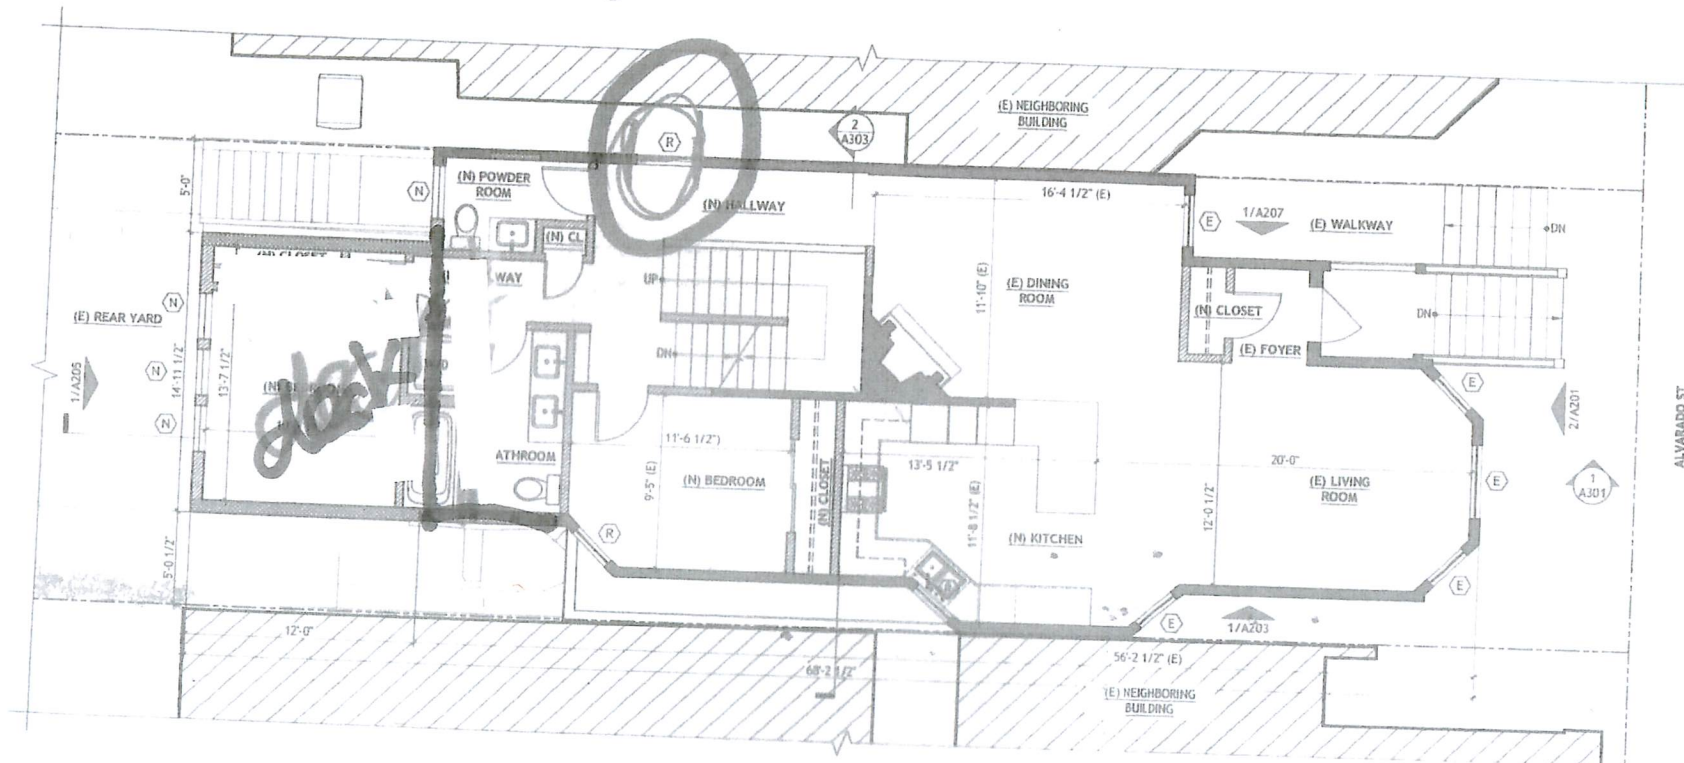 (E) NEIGHBORING
BUILDING
2
A303
R
N
(N) POWDER
ROOM
(N) HALLWAY
16'-4 1/2" (E)
E
1/A207
(E) WALKWAY
DN
5'-0"
(N) CL
(N) CLOSET
WAY
UP
11'-10" (E)
(E) DINING
ROOM
(N) CLOSET
DN
(E) FOYER
(E) REAR YARD
N
N
N
1/A205
14'-11 1/2"
13'-7 1/2"
deck
DN
E
2/A201
ALVARADO ST
ATHROOM
11'-6 1/2")
9'-5" (E)
(N) BEDROOM
(N) CLOSET
13'-5 1/2"
11'-8 1/2" (E)
(N) KITCHEN
20'-0"
12'-0 1/2"
(E) LIVING
ROOM
E
1
A301
R
5'-0 1/2"
E
E
1/A203
12'-0"
68'-2 1/2"
56'-2 1/2" (E)
(E) NEIGHBORING
BUILDING